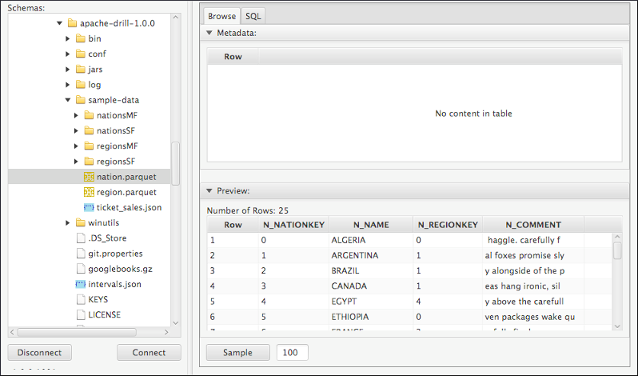 Schemas:
apache-drill-1.0.0
bin
conf
jars
log
sample-data
nationsMF
nationsSF
regionsMF
regionsSF
nation.parquet
region.parquet
ticket_sales.json
winutils
.DS_Store
git.properties
googlebooks.gz
intervals.json
KEYS
LICENSE
Disconnect Connect
Browse SQL
Metadata:
Row
No content in table
Preview:
Number of Rows: 25
Row N_NATIONKEY N_NAME N_REGIONKEY N_COMMENT
1 0 ALGERIA 0 haggle. carefully f
2 1 ARGENTINA 1 al foxes promise sly
3 2 BRAZIL 1 y alongside of the p
4 3 CANADA 1 eas hang ironic, sil
5 4 EGYPT 4 y above the carefull
6 5 ETHIOPIA 0 ven packages wake qu
Sample 100